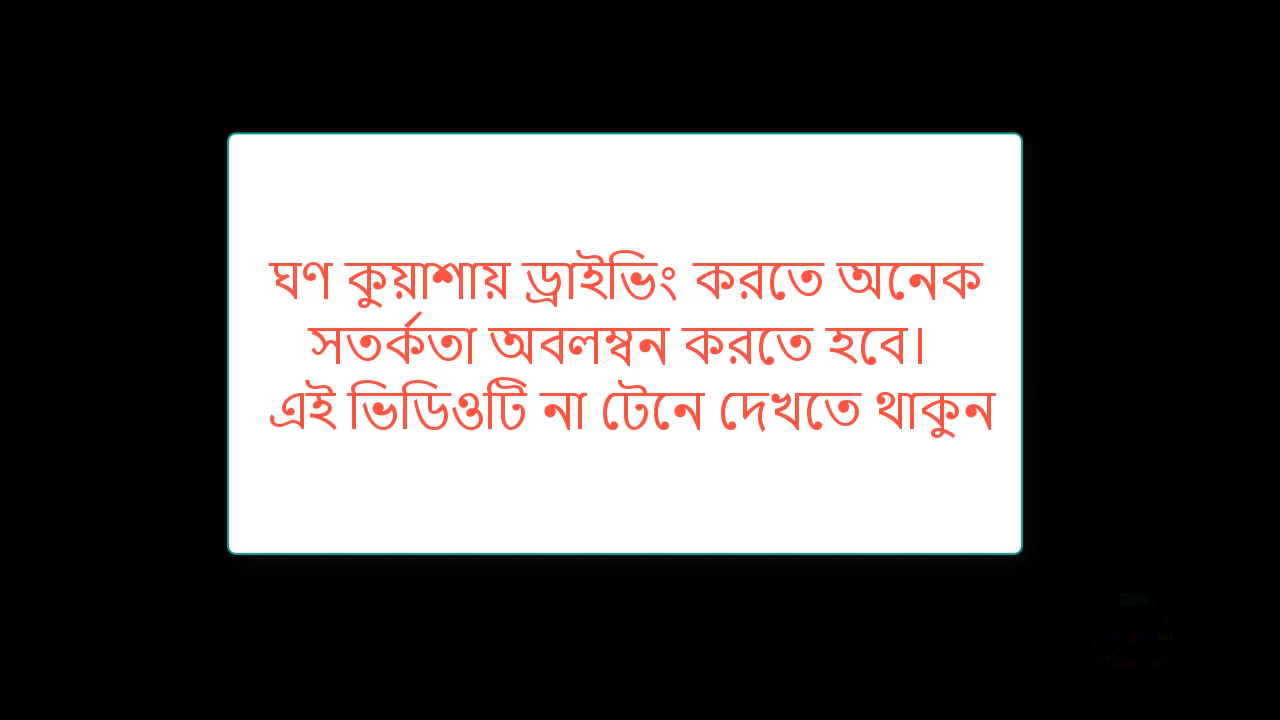 ঘণ কুয়াশায় ড্রাইভিং করতে অনেক
সতর্কতা অবলম্বন করতে হবে।
এই ভিডিওটি না টেনে দেখতে থাকুন